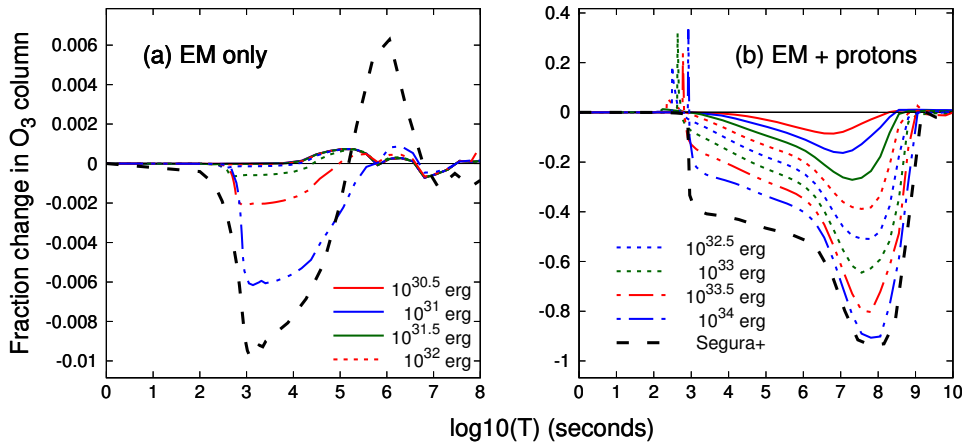 (a) EM only
Fraction change in O₃ column
0.006
0.004
0.002
0
-0.002
-0.004
-0.006
-0.008
-0.01
10^30.5 erg
10^31 erg
10^31.5 erg
10^32 erg
0 1 2 3 4 5 6 7 8
(b) EM + protons
0.4
0.2
0
-0.2
-0.4
-0.6
-0.8
-1
10^32.5 erg
10^33 erg
10^33.5 erg
10^34 erg
Segura+
0 1 2 3 4 5 6 7 8 9 10
log10(T) (seconds)